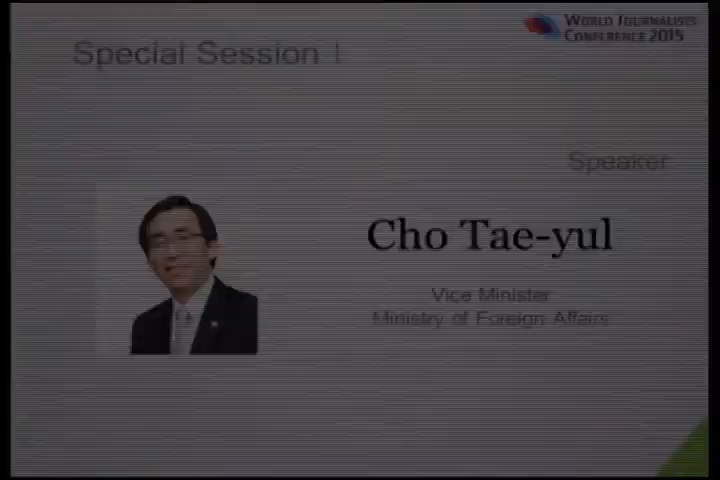 Special Session I
WORLD JOURNALISTS
CONFERENCE 2015
Speaker
Cho Tae-yul
Vice Minister
Ministry of Foreign Affairs